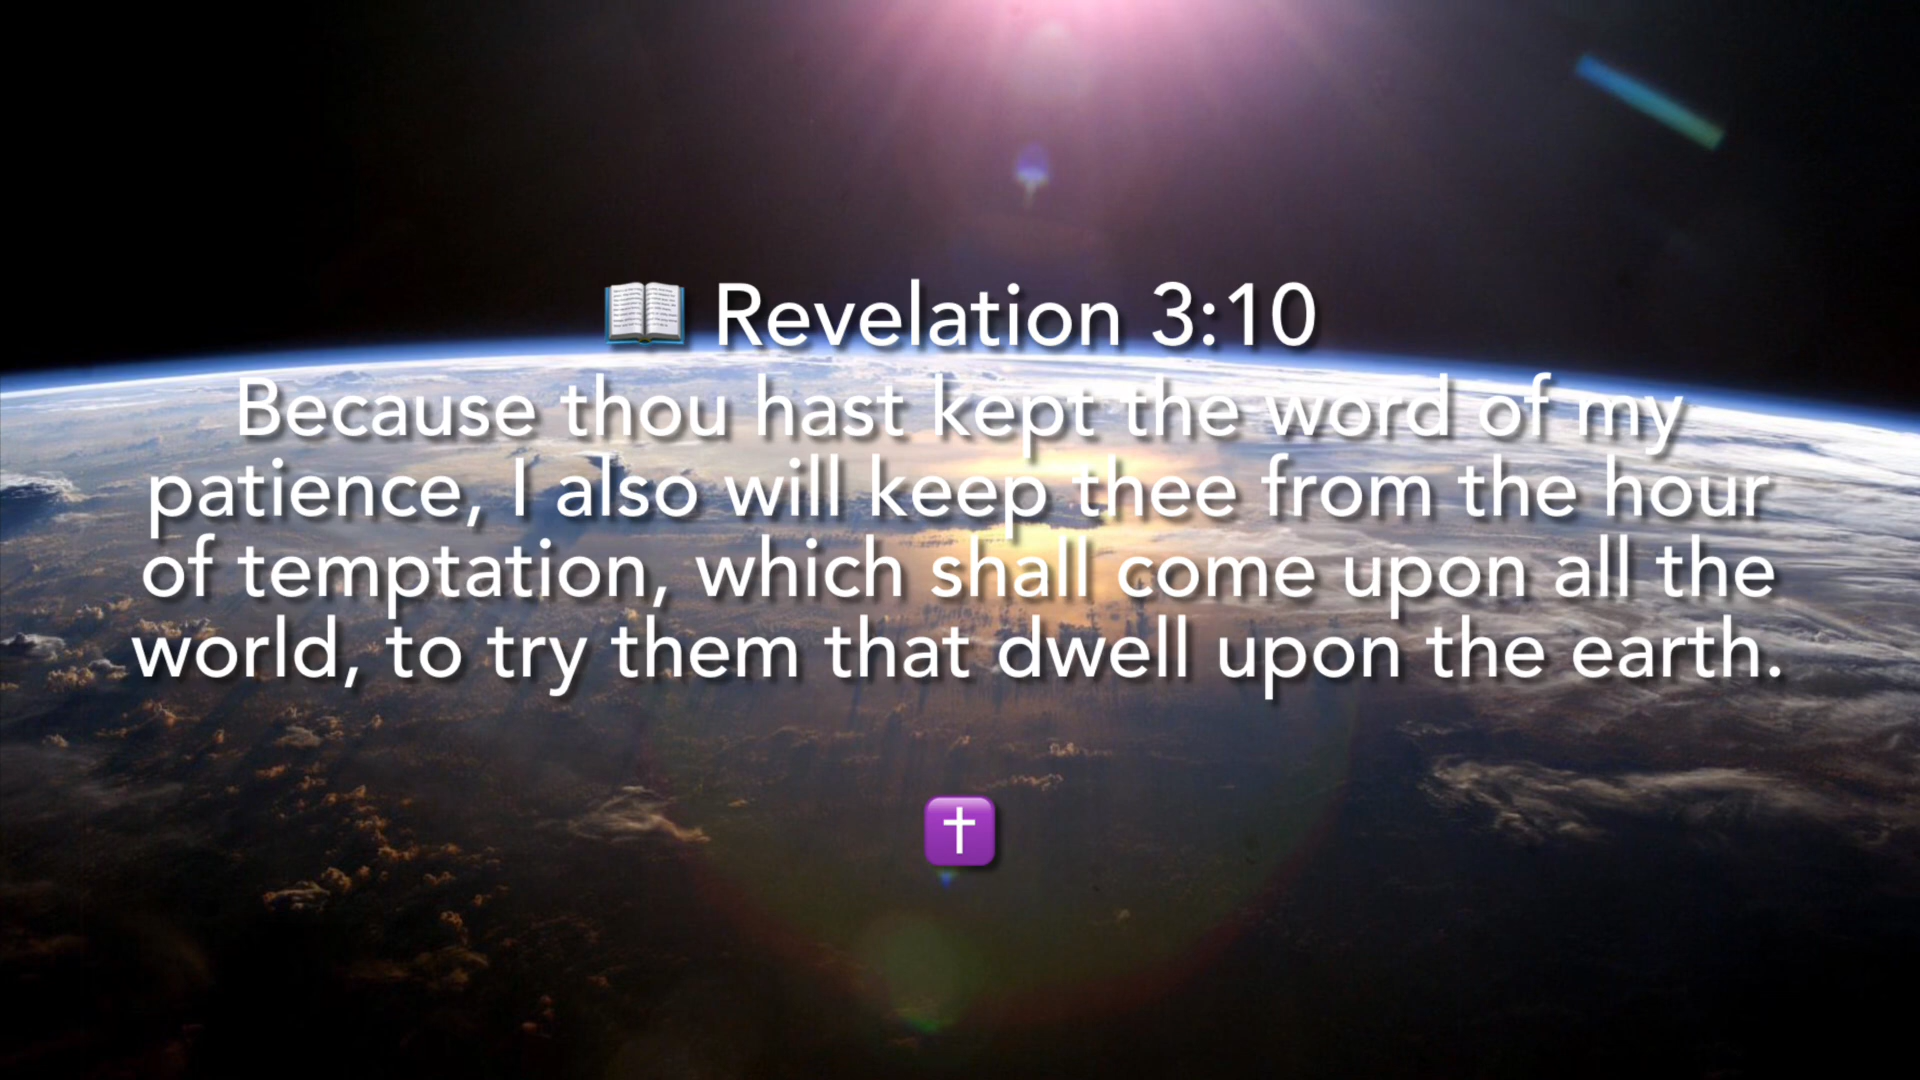 📖 Revelation 3:10
Because thou hast kept the word of my
patience, I also will keep thee from the hour
of temptation, which shall come upon all the
world, to try them that dwell upon the earth.
✝️